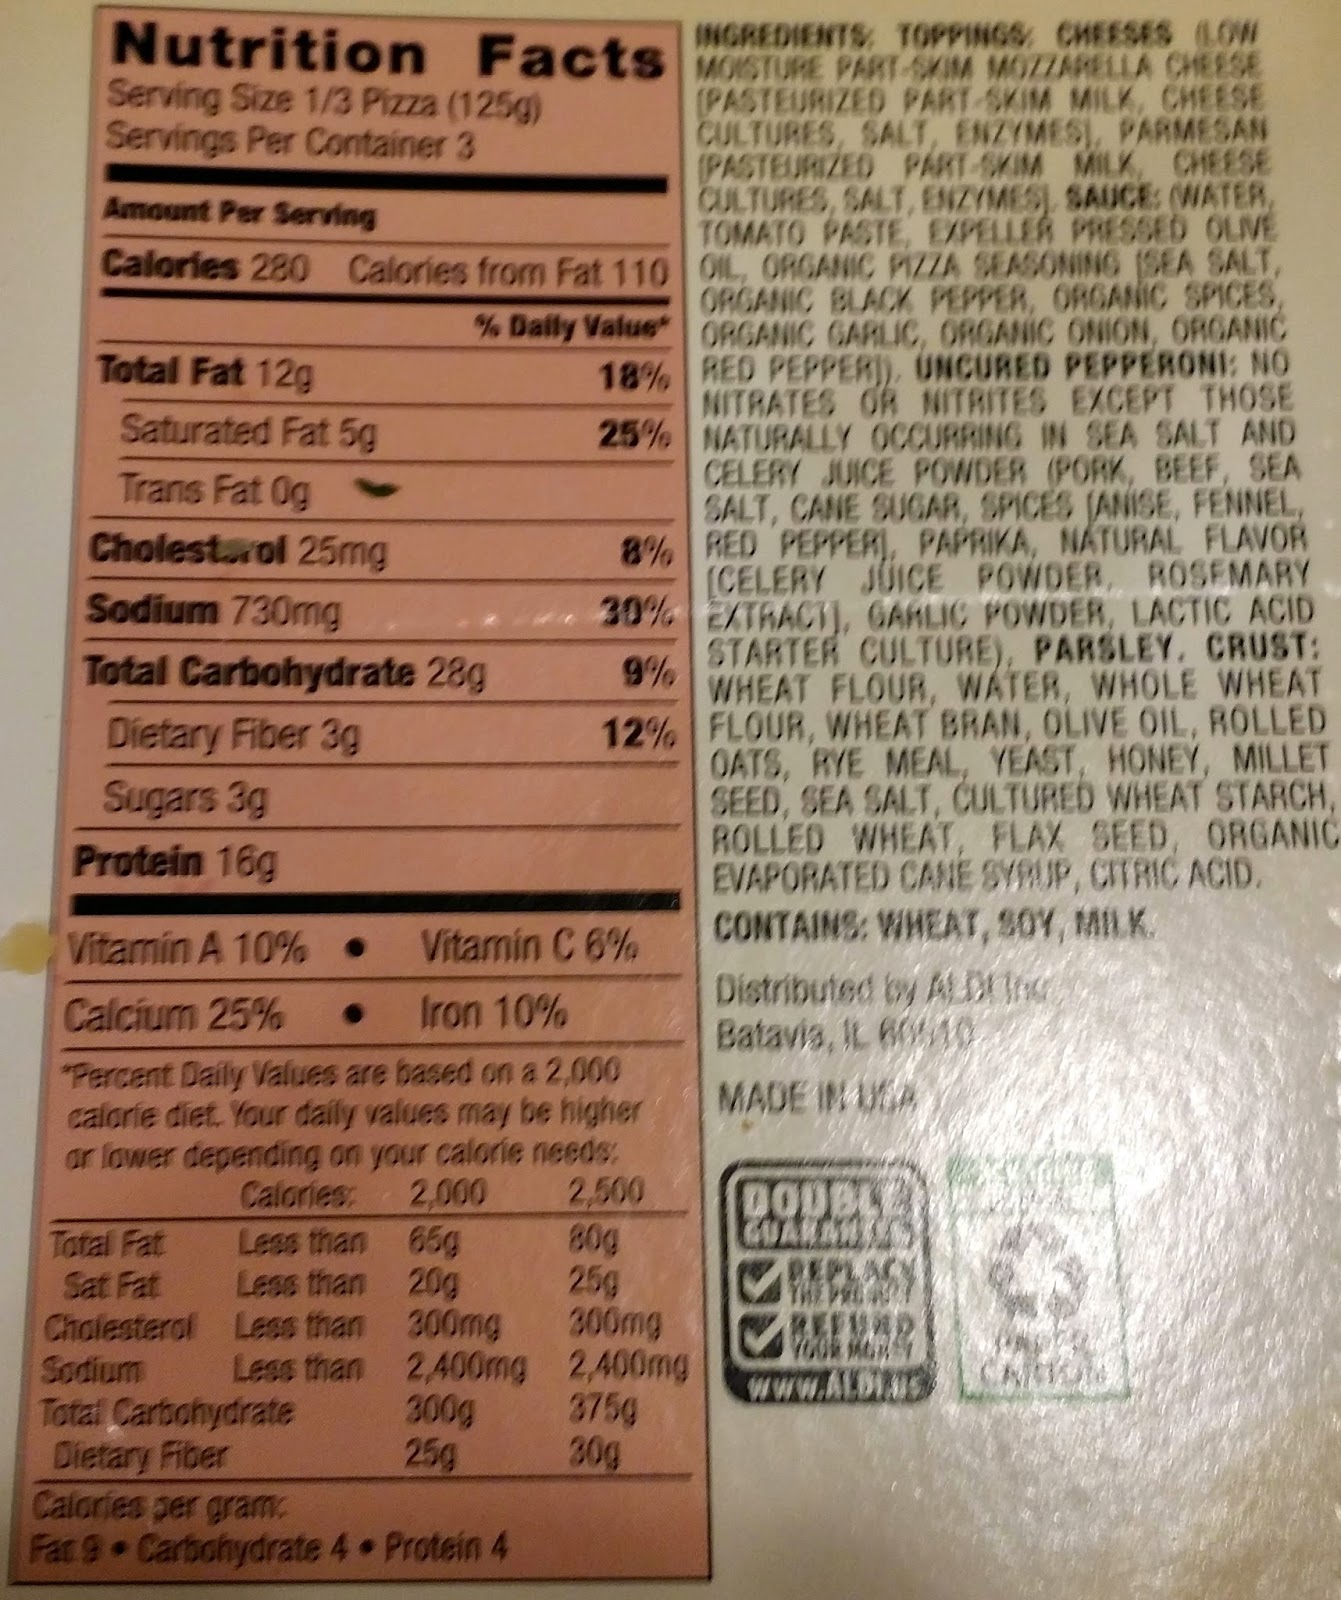 Nutrition Facts
Serving Size 1/3 Pizza (125g)
Servings Per Container 3
Amount Per Serving
Calories 280 Calories from Fat 110
% Daily Value*
Total Fat 12g 18%
Saturated Fat 5g 25%
Trans Fat 0g
Cholesterol 25mg 8%
Sodium 730mg 30%
Total Carbohydrate 28g 9%
Dietary Fiber 3g 12%
Sugars 3g
Protein 16g
Vitamin A 10% • Vitamin C 6%
Calcium 25% • Iron 10%
*Percent Daily Values are based on a 2,000
calorie diet. Your daily values may be higher
or lower depending on your calorie needs:
Calories: 2,000 2,500
Total Fat Less than 65g 80g
Sat Fat Less than 20g 25g
Cholesterol Less than 300mg 300mg
Sodium Less than 2,400mg 2,400mg
Total Carbohydrate 300g 375g
Dietary Fiber 25g 30g
Calories per gram:
Fat 9 • Carbohydrate 4 • Protein 4
INGREDIENTS: TOPPINGS: CHEESES (LOW
MOISTURE PART-SKIM MOZZARELLA CHEESE
[PASTEURIZED PART-SKIM MILK, CHEESE
CULTURES, SALT, ENZYMES], PARMESAN
[PASTEURIZED PART-SKIM MILK, CHEESE
CULTURES, SALT, ENZYMES], SAUCE: (WATER,
TOMATO PASTE, EXPELLER PRESSED OLIVE
OIL, ORGANIC PIZZA SEASONING [SEA SALT,
ORGANIC BLACK PEPPER, ORGANIC SPICES,
ORGANIC GARLIC, ORGANIC ONION, ORGANIC
RED PEPPER]), UNCURED PEPPERONI: NO
NITRATES OR NITRITES EXCEPT THOSE
NATURALLY OCCURRING IN SEA SALT AND
CELERY JUICE POWDER (PORK, BEEF, SEA
SALT, CANE SUGAR, SPICES [ANISE, FENNEL,
RED PEPPER], PAPRIKA, NATURAL FLAVOR
[CELERY JUICE POWDER, ROSEMARY
EXTRACT], GARLIC POWDER, LACTIC ACID
STARTER CULTURE), PARSLEY. CRUST:
WHEAT FLOUR, WATER, WHOLE WHEAT
FLOUR, WHEAT BRAN, OLIVE OIL, ROLLED
OATS, RYE MEAL, YEAST, HONEY, MILLET
SEED, SEA SALT, CULTURED WHEAT STARCH,
ROLLED WHEAT, FLAX SEED, ORGANIC
EVAPORATED CANE SYRUP, CITRIC ACID.
CONTAINS: WHEAT, SOY, MILK.
Distributed by ALDI Inc.
Batavia, IL 60510
MADE IN USA
DOUBLE
GUARANTEE
REPLACE
THE PRODUCT
REFUND
YOUR MONEY
WWW.ALDI.US
CARTON